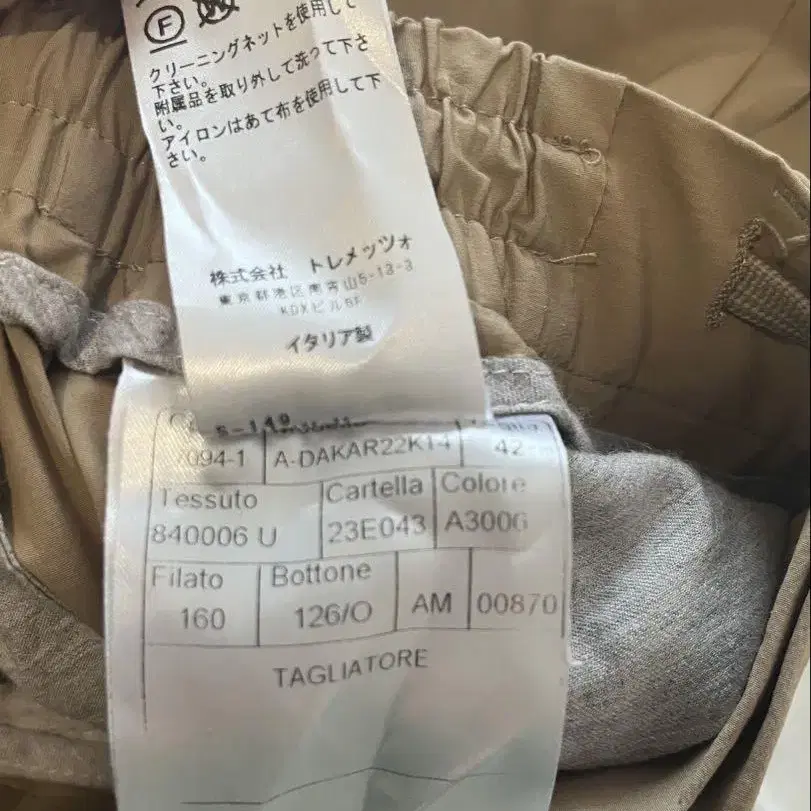 F
クリーニングネットを使用して
下さい。
附属品を取り外して洗って下さ
い。
アイロンはあて布を使用して下
さい。
株式会社 トレメッツォ
東京都港区南青山5-13-3
KDXビル6F
イタリア製
7094-1 A-DAKAR22K14 42
Tessuto Cartella Colore
840006 U 23E043 A3006
Filato Bottone
160 126/O AM 00870
TAGLIATORE